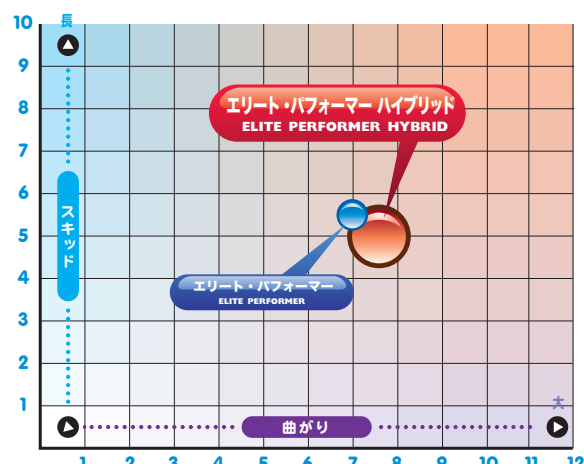 10
長
9
8
エリート・パフォーマー ハイブリッド
ELITE PERFORMER HYBRID
7
6
スキッド
5
4
エリート・パフォーマー
ELITE PERFORMER
3
2
1
大
曲がり
1 2 3 4 5 6 7 8 9 10 11 12